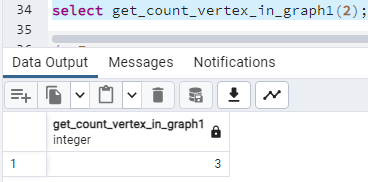 34 select get_count_vertex_in_graph1(2);
35
Data Output Messages Notifications
get_count_vertex_in_graph1
integer
1 3